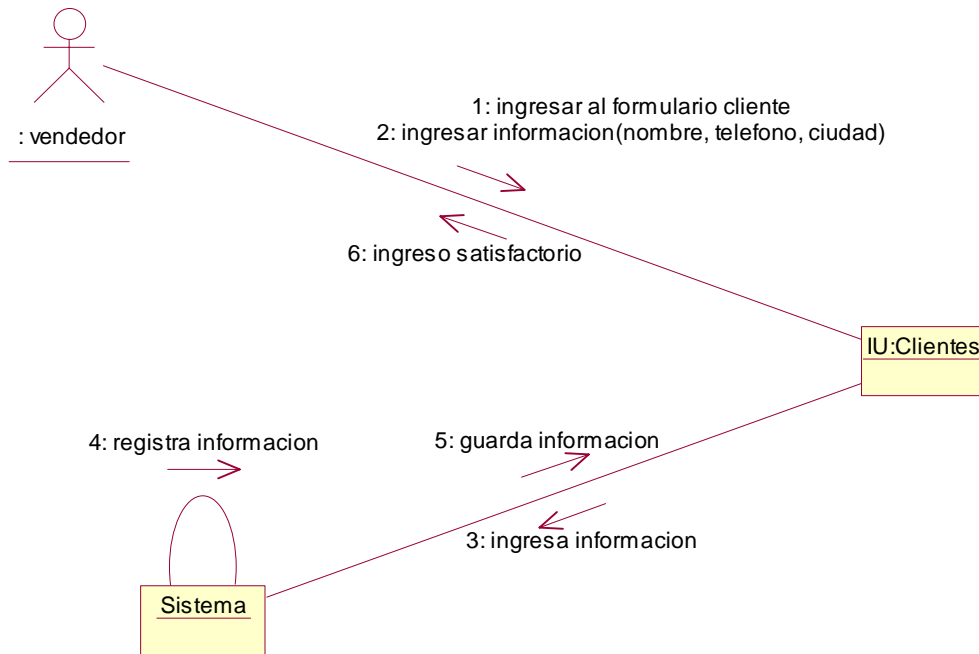 1: ingresar al formulario cliente
: vendedor
2: ingresar informacion(nombre, telefono, ciudad)
6: ingreso satisfactorio
IU:Clientes
4: registra informacion
5: guarda informacion
3: ingresa informacion
Sistema